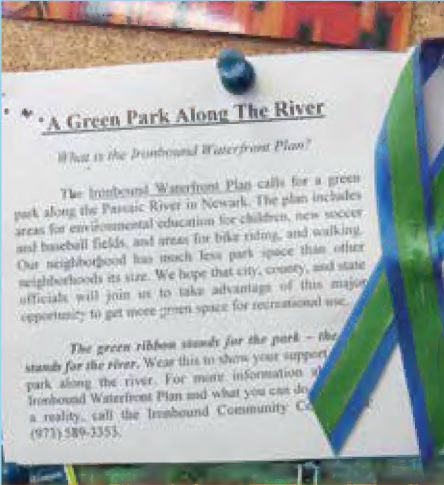 A Green Park Along The River
What is the Ironbound Waterfront Plan?
The Ironbound Waterfront Plan calls for a green
park along the Passaic River in Newark. The plan includes
areas for environmental education for children, new soccer
and baseball fields, and areas for bike riding, and walking.
Our neighborhood has much less park space than other
neighborhoods its size. We hope that city, county, and state
officials will join us to take advantage of this major
opportunity to get more green space for recreational use.
The green ribbon stands for the park – the
stands for the river. Wear this to show your support
park along the river. For more information
Ironbound Waterfront Plan and what you can do
a reality, call the Ironbound Community
(973) 589-3353.